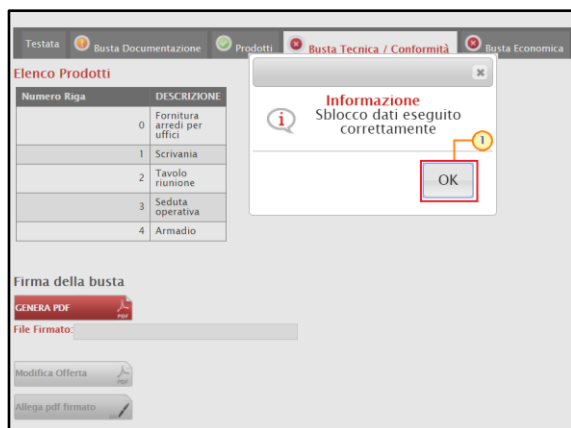 Testata
Busta Documentazione
Prodotti
Busta Tecnica / Conformità
Busta Economica
Elenco Prodotti
Numero Riga DESCRIZIONE
0 Fornitura
arredi per
uffici
1 Scrivania
2 Tavolo
riunione
3 Seduta
operativa
4 Armadio
Informazione
Sblocco dati eseguito
correttamente
1
OK
Firma della busta
GENERA PDF
PDF
File Firmato:
Modifica Offerta
PDF
Allega pdf firmato